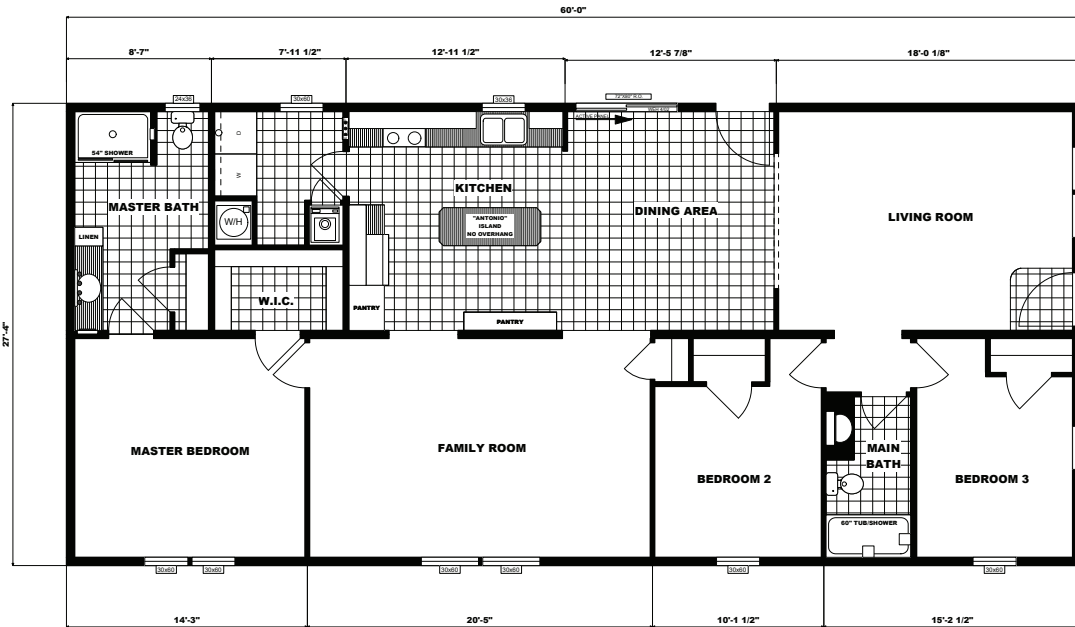 60'-0"
8'-7"
7'-11 1/2"
12'-11 1/2"
12'-5 7/8"
18'-0 1/8"
27'-4"
24x36
30x60
30x36
72"x80" R.O.
ACTIVE PANEL
54" SHOWER
D
W
KITCHEN
MASTER BATH
DINING AREA
LIVING ROOM
W/H
"ANTONIO"
ISLAND
NO OVERHANG
LINEN
W.I.C.
PANTRY
PANTRY
MASTER BEDROOM
FAMILY ROOM
BEDROOM 2
MAIN
BATH
BEDROOM 3
60" TUB/SHOWER
30x60
30x60
30x60
30x60
30x60
30x60
14'-3"
20'-5"
10'-1 1/2"
15'-2 1/2"